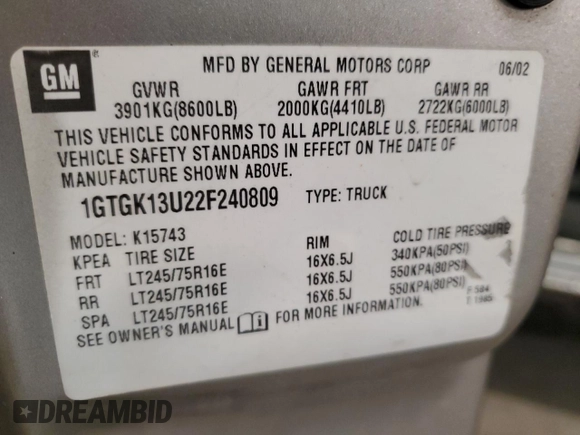 GM
®
MFD BY GENERAL MOTORS CORP 06/02
GVWR GAWR FRT GAWR RR
3901KG(8600LB) 2000KG(4410LB) 2722KG(6000LB)
THIS VEHICLE CONFORMS TO ALL APPLICABLE U.S. FEDERAL MOTOR
VEHICLE SAFETY STANDARDS IN EFFECT ON THE DATE OF
MANUFACTURE SHOWN ABOVE.
1GTGK13U22F240809 TYPE: TRUCK
MODEL: K15743
KPEA TIRE SIZE RIM COLD TIRE PRESSURE
FRT LT245/75R16E 16X6.5J 340KPA(50PSI)
RR LT245/75R16E 16X6.5J 550KPA(80PSI)
SPA LT245/75R16E 16X6.5J 550KPA(80PSI)
SEE OWNER'S MANUAL FOR MORE INFORMATION.
DREAMBID